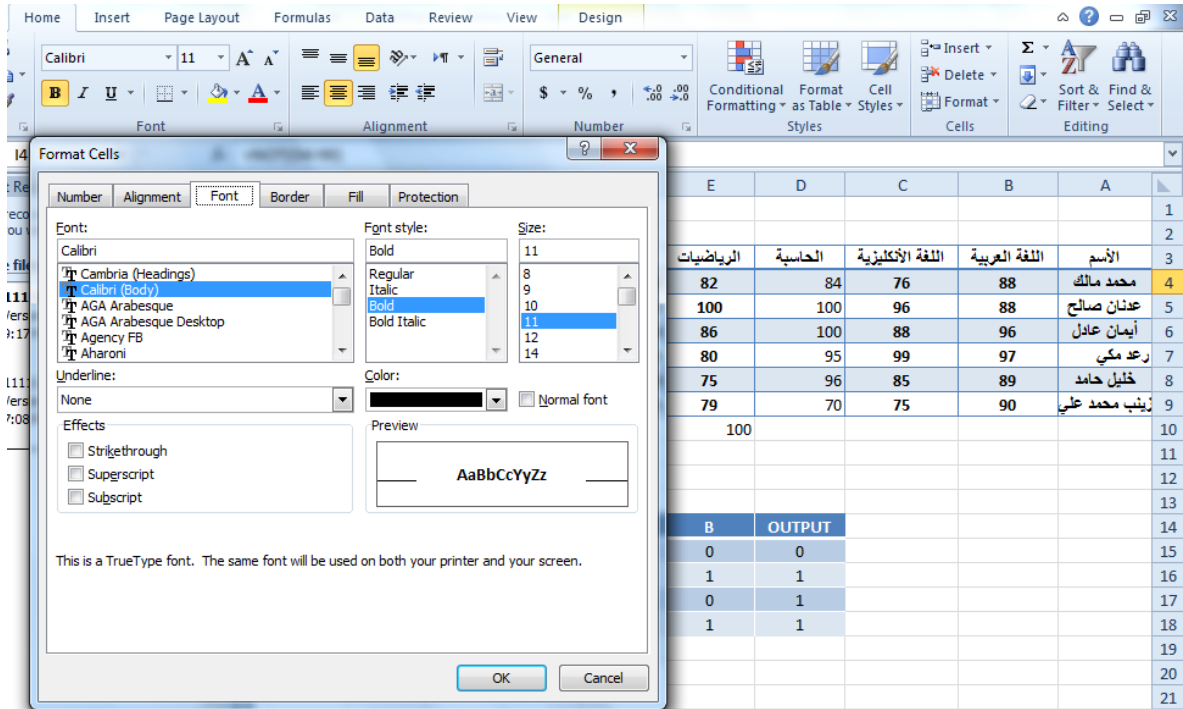 Home Insert Page Layout Formulas Data Review View Design
Calibri 11 General
B I U $ % , .00 .0
Conditional Formatting Format as Table Cell Styles
Insert
Delete
Format
Sort & Filter Find & Select
Font Alignment Number Styles Cells Editing
I4
Format Cells
Number Alignment Font Border Fill Protection
Font: Font style: Size:
Calibri Bold 11
Cambria (Headings) Regular 8
Calibri (Body) Italic 9
AGA Arabesque Bold 10
AGA Arabesque Desktop Bold Italic 11
Agency FB 12
Aharoni 14
Underline: Color:
None Normal font
Effects Preview
Strikethrough
Superscript AaBbCcYyZz
Subscript
This is a TrueType font. The same font will be used on both your printer and your screen.
OK Cancel
E D C B A
1
2
الرياضيات الحاسبة اللغة الأنكليزية اللغة العربية الأسم 3
82 84 76 88 محمد مالك 4
100 100 96 88 عدنان صالح 5
86 100 88 96 أيمان عادل 6
80 95 99 97 رعد مكي 7
75 96 85 89 خليل حامد 8
79 70 75 90 زينب محمد علي 9
100 10
11
12
13
B OUTPUT 14
0 0 15
1 1 16
0 1 17
1 1 18
19
20
21